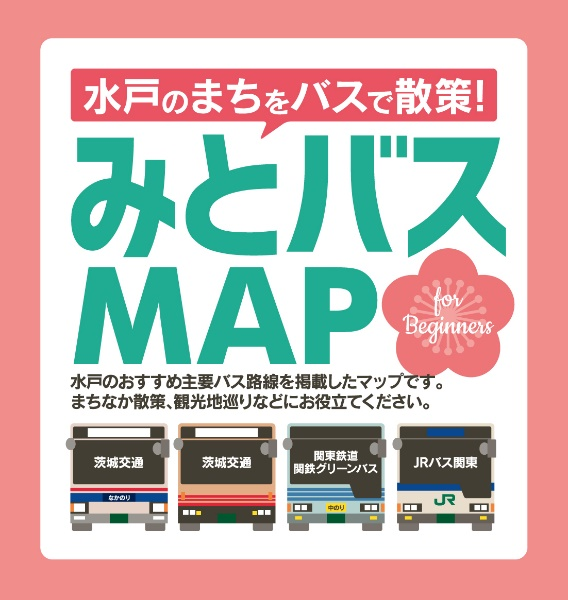 水戸のまちをバスで散策!
みとバス
MAP
for
Beginners
水戸のおすすめ主要バス路線を掲載したマップです。
まちなか散策、観光地巡りなどにお役立てください。
茨城交通
なかのり
茨城交通
関東鉄道
関鉄グリーンバス
中のり
JRバス関東
JR